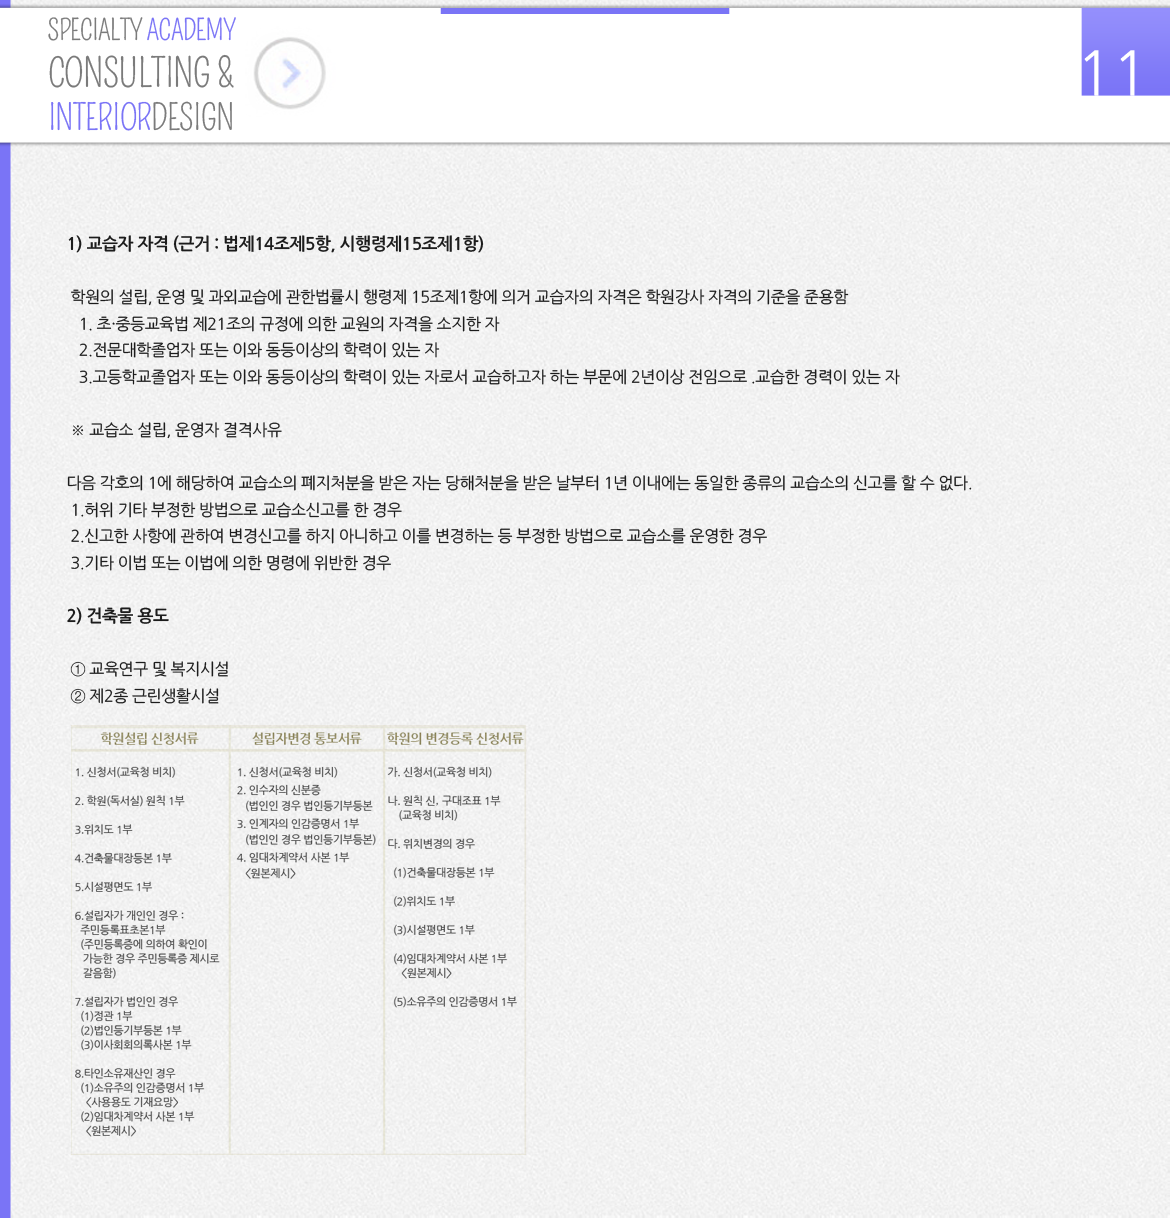 SPECIALTY ACADEMY
CONSULTING &
INTERIORDESIGN
11
1) 교습자 자격 (근거 : 법제14조제5항, 시행령제15조제1항)
학원의 설립, 운영 및 과외교습에 관한법률시 행령제 15조제1항에 의거 교습자의 자격은 학원강사 자격의 기준을 준용함
1. 초·중등교육법 제21조의 규정에 의한 교원의 자격을 소지한 자
2.전문대학졸업자 또는 이와 동등이상의 학력이 있는 자
3.고등학교졸업자 또는 이와 동등이상의 학력이 있는 자로서 교습하고자 하는 부문에 2년이상 전임으로 .교습한 경력이 있는 자
※ 교습소 설립, 운영자 결격사유
다음 각호의 1에 해당하여 교습소의 폐지처분을 받은 자는 당해처분을 받은 날부터 1년 이내에는 동일한 종류의 교습소의 신고를 할 수 없다.
1.허위 기타 부정한 방법으로 교습소신고를 한 경우
2.신고한 사항에 관하여 변경신고를 하지 아니하고 이를 변경하는 등 부정한 방법으로 교습소를 운영한 경우
3.기타 이법 또는 이법에 의한 명령에 위반한 경우
2) 건축물 용도
① 교육연구 및 복지시설
② 제2종 근린생활시설
학원설립 신청서류
1. 신청서(교육청 비치)
2. 학원(독서실) 원칙 1부
3.위치도 1부
4.건축물대장등본 1부
5.시설평면도 1부
6.설립자가 개인인 경우 :
주민등록표초본1부
(주민등록증에 의하여 확인이
가능한 경우 주민등록증 제시로
갈음함)
7.설립자가 법인인 경우
(1)정관 1부
(2)법인등기부등본 1부
(3)이사회회의록사본 1부
8.타인소유재산인 경우
(1)소유주의 인감증명서 1부
<사용용도 기재요망>
(2)임대차계약서 사본 1부
<원본제시>
설립자변경 통보서류
1. 신청서(교육청 비치)
2. 인수자의 신분증
(법인인 경우 법인등기부등본
3. 인계자의 인감증명서 1부
(법인인 경우 법인등기부등본)
4. 임대차계약서 사본 1부
<원본제시>
학원의 변경등록 신청서류
가. 신청서(교육청 비치)
나. 원칙 신, 구대조표 1부
(교육청 비치)
다. 위치변경의 경우
(1)건축물대장등본 1부
(2)위치도 1부
(3)시설평면도 1부
(4)임대차계약서 사본 1부
<원본제시>
(5)소유주의 인감증명서 1부